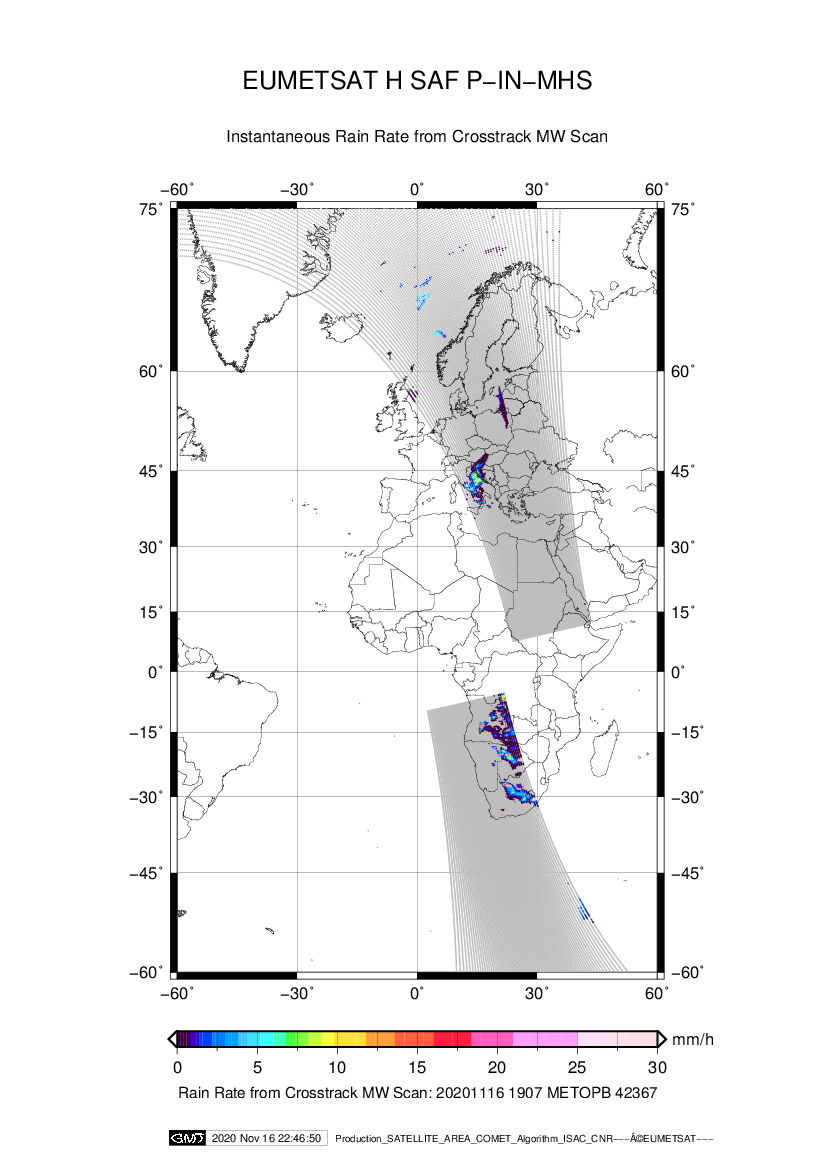 EUMETSAT H SAF P−IN−MHS
Instantaneous Rain Rate from Crosstrack MW Scan
−60˚ −30˚ 0˚ 30˚ 60˚
75˚ 75˚
60˚ 60˚
45˚ 45˚
30˚ 30˚
15˚ 15˚
0˚ 0˚
−15˚ −15˚
−30˚ −30˚
−45˚ −45˚
−60˚ −60˚
−60˚ −30˚ 0˚ 30˚ 60˚
mm/h
0 5 10 15 20 25 30
Rain Rate from Crosstrack MW Scan: 20201116 1907 METOPB 42367
GMT 2020 Nov 16 22:46:50 Production_SATELLITE_AREA_COMET_Algorithm_ISAC_CNR−−−Â©EUMETSAT−−−